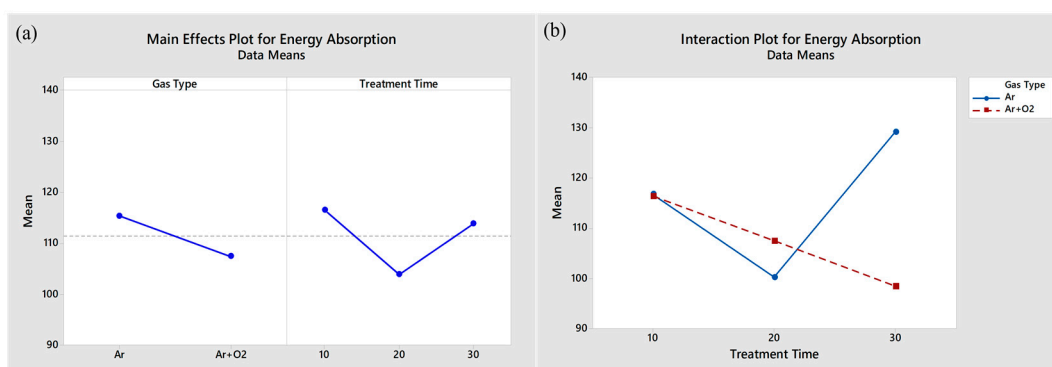 (a)
Main Effects Plot for Energy Absorption
Data Means
Gas Type
Treatment Time
140
130
120
110
100
90
Mean
Ar
Ar+O2
10
20
30
(b)
Interaction Plot for Energy Absorption
Data Means
140
130
120
110
100
90
Mean
10
20
30
Treatment Time
Gas Type
Ar
Ar+O2